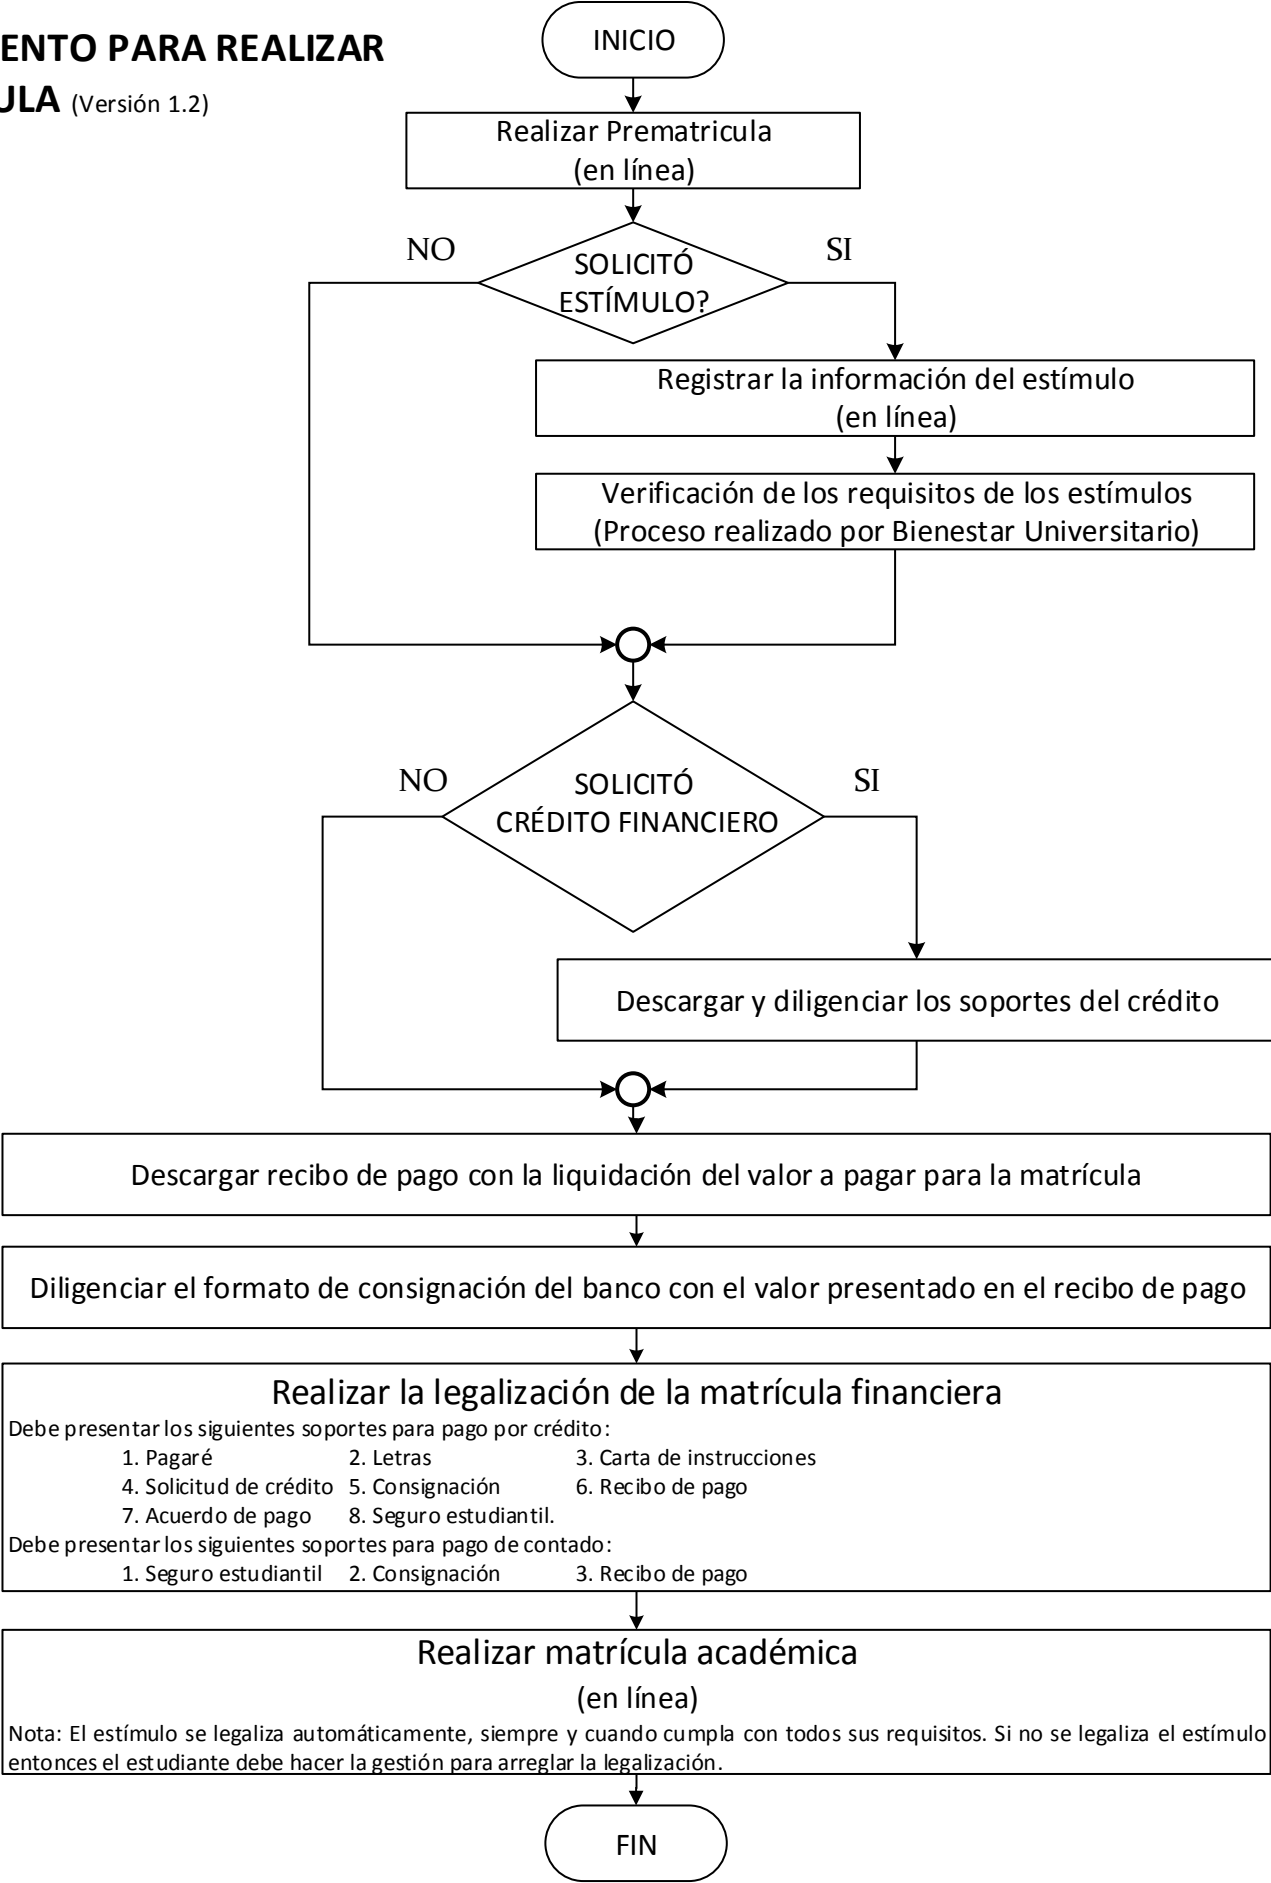 ENTO PARA REALIZAR
ULA (Versión 1.2)
INICIO
Realizar Prematricula
(en línea)
NO
SI
SOLICITÓ
ESTÍMULO?
Registrar la información del estímulo
(en línea)
Verificación de los requisitos de los estímulos
(Proceso realizado por Bienestar Universitario)
NO
SI
SOLICITÓ
CRÉDITO FINANCIERO
Descargar y diligenciar los soportes del crédito
Descargar recibo de pago con la liquidación del valor a pagar para la matrícula
Diligenciar el formato de consignación del banco con el valor presentado en el recibo de pago
Realizar la legalización de la matrícula financiera
Debe presentar los siguientes soportes para pago por crédito:
1. Pagaré 2. Letras 3. Carta de instrucciones
4. Solicitud de crédito 5. Consignación 6. Recibo de pago
7. Acuerdo de pago 8. Seguro estudiantil.
Debe presentar los siguientes soportes para pago de contado:
1. Seguro estudiantil 2. Consignación 3. Recibo de pago
Realizar matrícula académica
(en línea)
Nota: El estímulo se legaliza automáticamente, siempre y cuando cumpla con todos sus requisitos. Si no se legaliza el estímulo
entonces el estudiante debe hacer la gestión para arreglar la legalización.
FIN